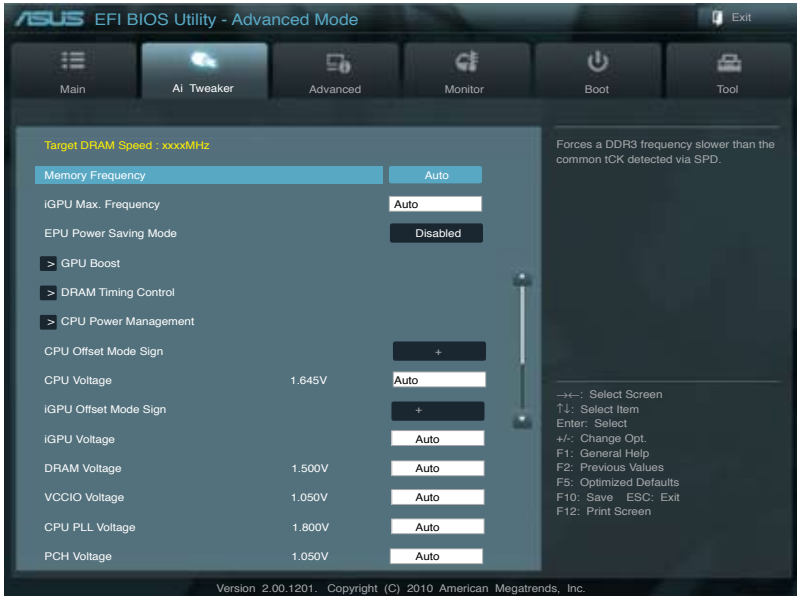 ASUS EFI BIOS Utility - Advanced Mode Exit
Main Ai Tweaker Advanced Monitor Boot Tool
Target DRAM Speed : xxxxMHz
Memory Frequency Auto
iGPU Max. Frequency Auto
EPU Power Saving Mode Disabled
> GPU Boost
> DRAM Timing Control
> CPU Power Management
CPU Offset Mode Sign +
CPU Voltage 1.645V Auto
iGPU Offset Mode Sign +
iGPU Voltage Auto
DRAM Voltage 1.500V Auto
VCCIO Voltage 1.050V Auto
CPU PLL Voltage 1.800V Auto
PCH Voltage 1.050V Auto
Forces a DDR3 frequency slower than the
common tCK detected via SPD.
→←: Select Screen
↑↓: Select Item
Enter: Select
+/-: Change Opt.
F1: General Help
F2: Previous Values
F5: Optimized Defaults
F10: Save ESC: Exit
F12: Print Screen
Version 2.00.1201. Copyright (C) 2010 American Megatrends, Inc.